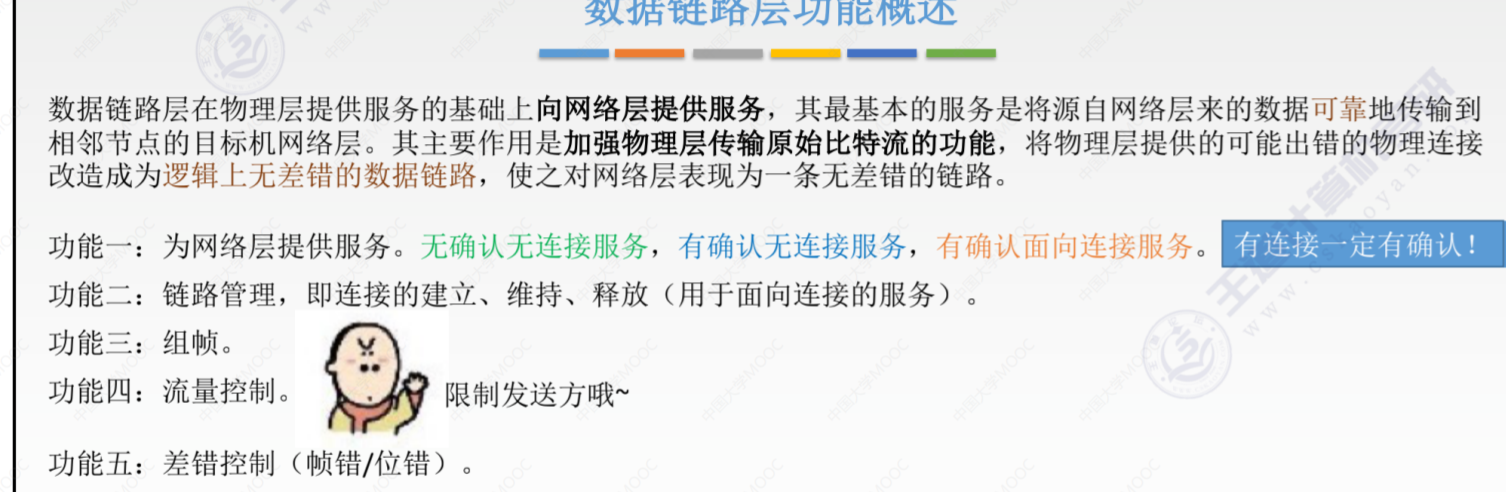 数据链路层功能概述
数据链路层在物理层提供服务的基础上向网络层提供服务，其最基本的服务是将源自网络层来的数据可靠地传输到
相邻节点的目标机网络层。其主要作用是加强物理层传输原始比特流的功能，将物理层提供的可能出错的物理连接
改造成为逻辑上无差错的数据链路，使之对网络层表现为一条无差错的链路。
功能一：为网络层提供服务。无确认无连接服务，有确认无连接服务，有确认面向连接服务。 有连接一定有确认！
功能二：链路管理，即连接的建立、维持、释放（用于面向连接的服务）。
功能三：组帧。
功能四：流量控制。 限制发送方哦~
功能五：差错控制（帧错/位错）。